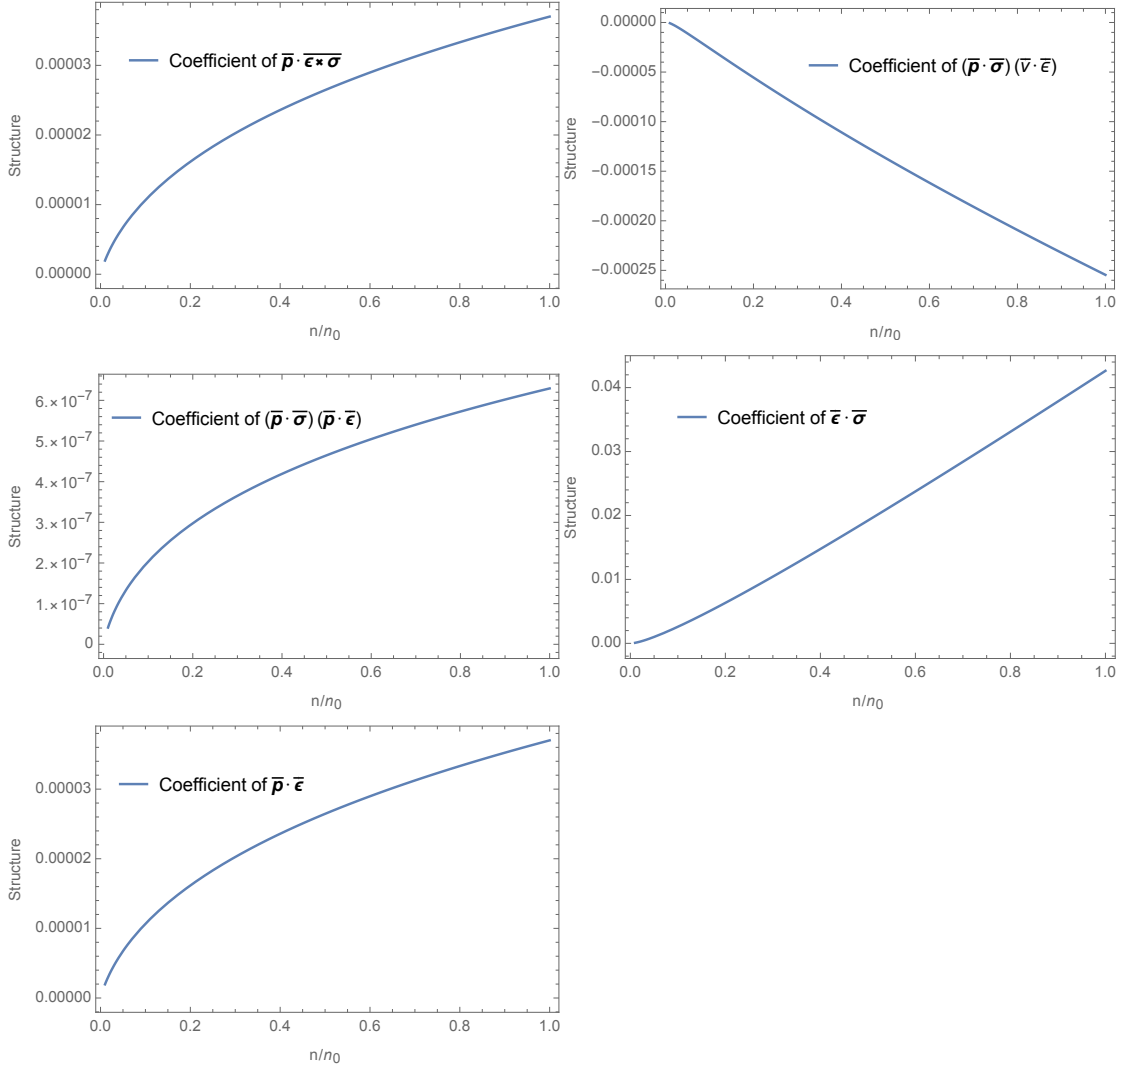 Coefficient of p̅ · ϵ×σ̅
0.00003
0.00002
0.00001
0.00000
Structure
0.0 0.2 0.4 0.6 0.8 1.0
n/n₀
Coefficient of (p̅ · σ̅) (v̅ · ϵ̅)
0.00000
−0.00005
−0.00010
−0.00015
−0.00020
−0.00025
Structure
0.0 0.2 0.4 0.6 0.8 1.0
n/n₀
Coefficient of (p̅ · σ̅) (p̅ · ϵ̅)
6.×10⁻⁷
5.×10⁻⁷
4.×10⁻⁷
3.×10⁻⁷
2.×10⁻⁷
1.×10⁻⁷
0
Structure
0.0 0.2 0.4 0.6 0.8 1.0
n/n₀
Coefficient of ϵ̅ · σ̅
0.04
0.03
0.02
0.01
0.00
Structure
0.0 0.2 0.4 0.6 0.8 1.0
n/n₀
Coefficient of p̅ · ϵ̅
0.00003
0.00002
0.00001
0.00000
Structure
0.0 0.2 0.4 0.6 0.8 1.0
n/n₀